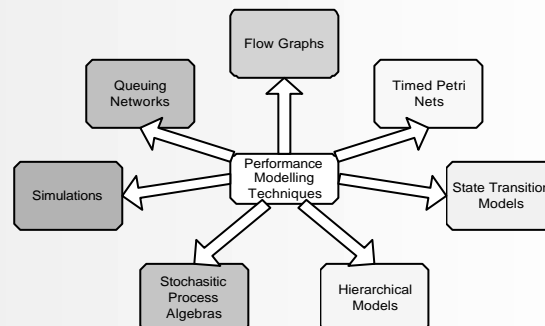 Flow Graphs
Queuing
Networks
Timed Petri
Nets
Performance
Modelling
Techniques
Simulations
State Transition
Models
Stochasitic
Process
Algebras
Hierarchical
Models